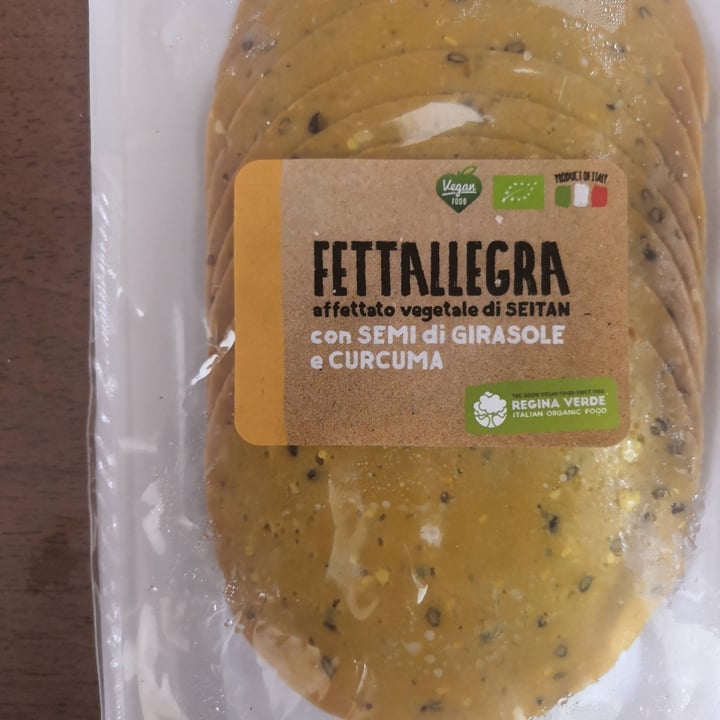 Vegan
FOOD
PRODUCT OF ITALY
FETTALLEGRA
affettato vegetale di SEITAN
con SEMI di GIRASOLE
e CURCUMA
REGINA VERDE
ITALIAN ORGANIC FOOD